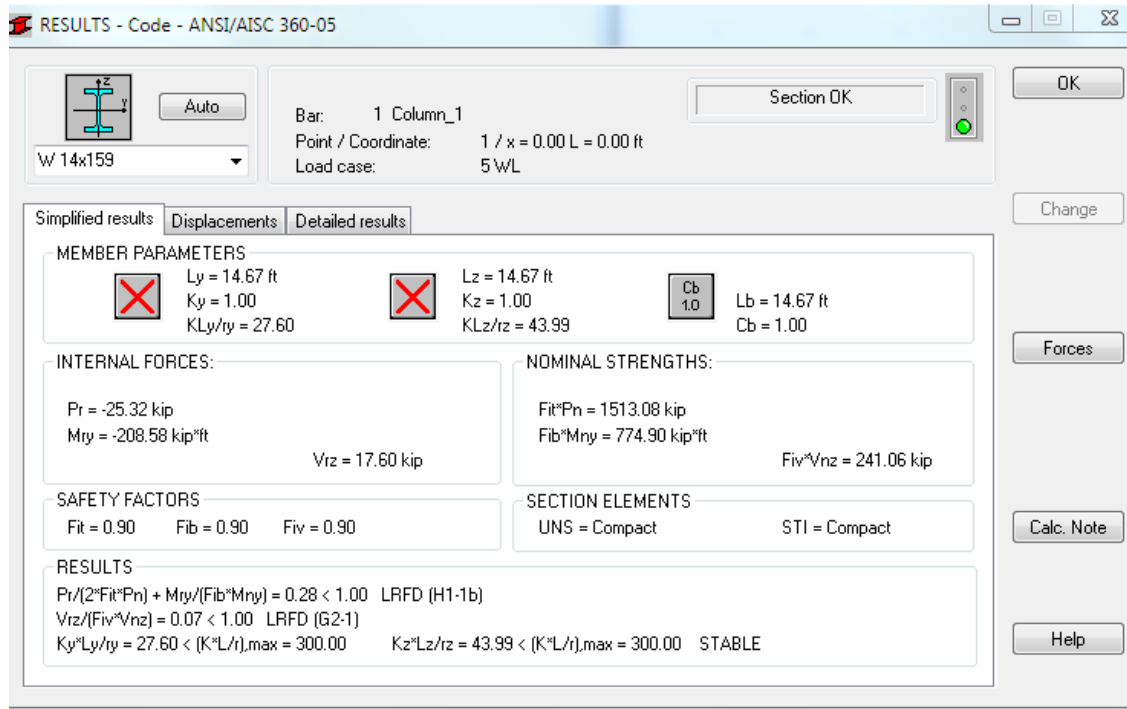 RESULTS - Code - ANSI/AISC 360-05
z
y
Auto
W 14x159
Bar: 1 Column_1
Point / Coordinate: 1 / x = 0.00 L = 0.00 ft
Load case: 5 WL
Section OK
OK
Change
Forces
Calc. Note
Help
Simplified results Displacements Detailed results
MEMBER PARAMETERS
Ly = 14.67 ft
Ky = 1.00
KLy/ry = 27.60
Lz = 14.67 ft
Kz = 1.00
KLz/rz = 43.99
Cb
1.0
Lb = 14.67 ft
Cb = 1.00
INTERNAL FORCES:
Pr = -25.32 kip
Mry = -208.58 kip*ft
Vrz = 17.60 kip
NOMINAL STRENGTHS:
Fit*Pn = 1513.08 kip
Fib*Mny = 774.90 kip*ft
Fiv*Vnz = 241.06 kip
SAFETY FACTORS
Fit = 0.90 Fib = 0.90 Fiv = 0.90
SECTION ELEMENTS
UNS = Compact STI = Compact
RESULTS
Pr/(2*Fit*Pn) + Mry/(Fib*Mny) = 0.28 < 1.00 LRFD (H1-1b)
Vrz/(Fiv*Vnz) = 0.07 < 1.00 LRFD (G2-1)
Ky*Ly/ry = 27.60 < (K*L/r),max = 300.00 Kz*Lz/rz = 43.99 < (K*L/r),max = 300.00 STABLE